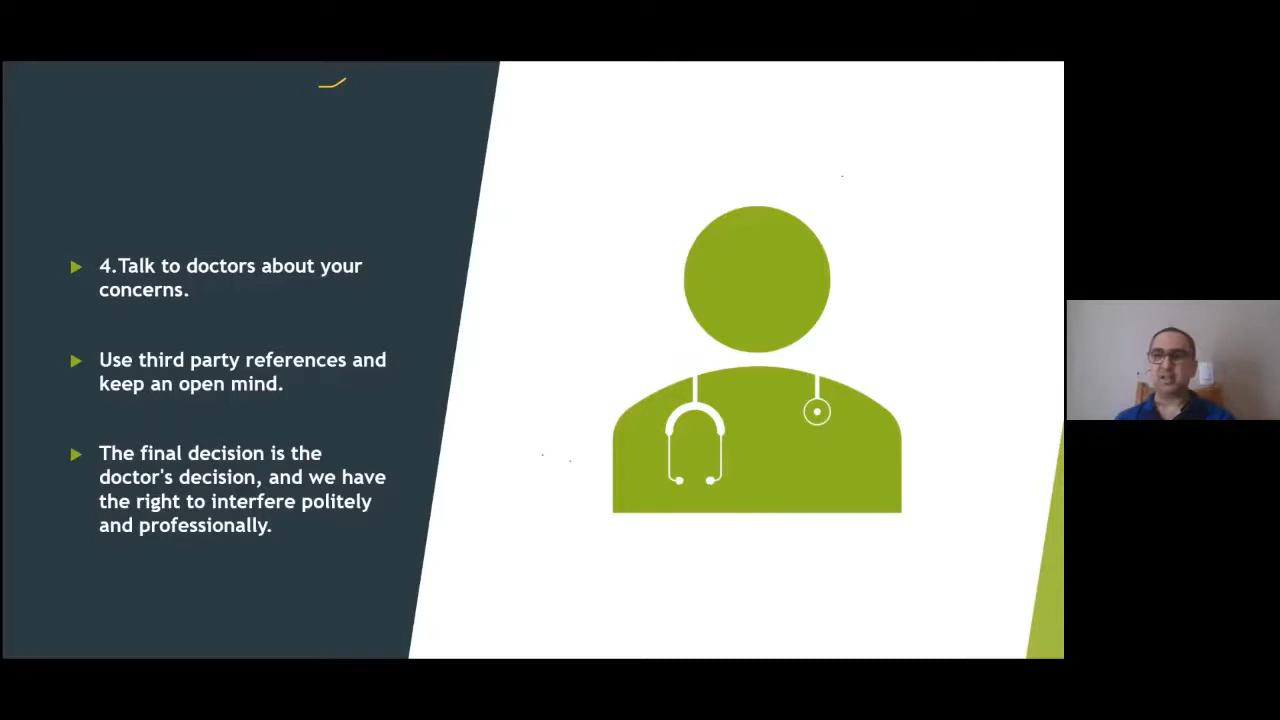 4.Talk to doctors about your
concerns.
Use third party references and
keep an open mind.
The final decision is the
doctor's decision, and we have
the right to interfere politely
and professionally.